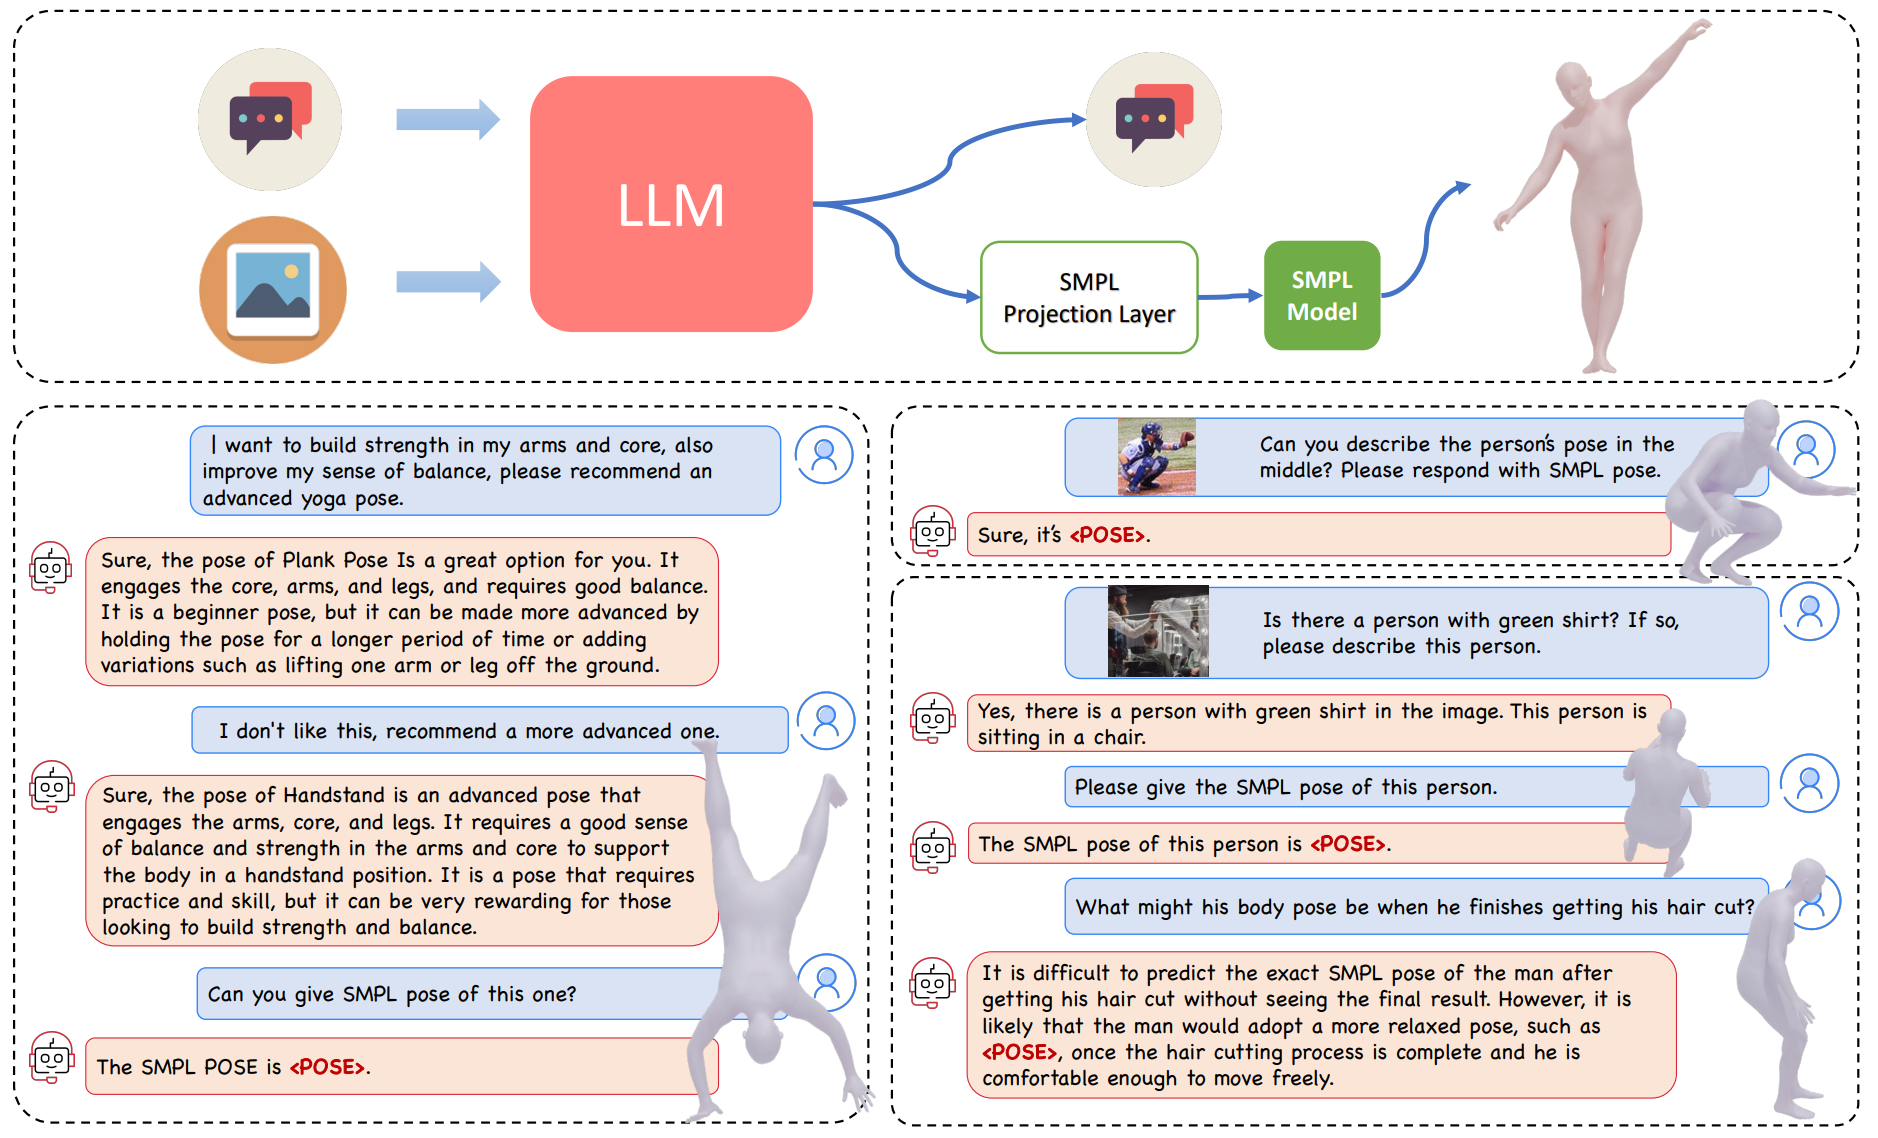 LLM
SMPL
Projection Layer
SMPL
Model
I want to build strength in my arms and core, also
improve my sense of balance, please recommend an
advanced yoga pose.
Sure, the pose of Plank Pose Is a great option for you. It
engages the core, arms, and legs, and requires good balance.
It is a beginner pose, but it can be made more advanced by
holding the pose for a longer period of time or adding
variations such as lifting one arm or leg off the ground.
I don't like this, recommend a more advanced one.
Sure, the pose of Handstand is an advanced pose that
engages the arms, core, and legs. It requires a good sense
of balance and strength in the arms and core to support
the body in a handstand position. It is a pose that requires
practice and skill, but it can be very rewarding for those
looking to build strength and balance.
Can you give SMPL pose of this one?
The SMPL POSE is <POSE>.
Can you describe the person's pose in the
middle? Please respond with SMPL pose.
Sure, it's <POSE>.
Is there a person with green shirt? If so,
please describe this person.
Yes, there is a person with green shirt in the image. This person is
sitting in a chair.
Please give the SMPL pose of this person.
The SMPL pose of this person is <POSE>.
What might his body pose be when he finishes getting his hair cut?
It is difficult to predict the exact SMPL pose of the man after
getting his hair cut without seeing the final result. However, it is
likely that the man would adopt a more relaxed pose, such as
<POSE>, once the hair cutting process is complete and he is
comfortable enough to move freely.